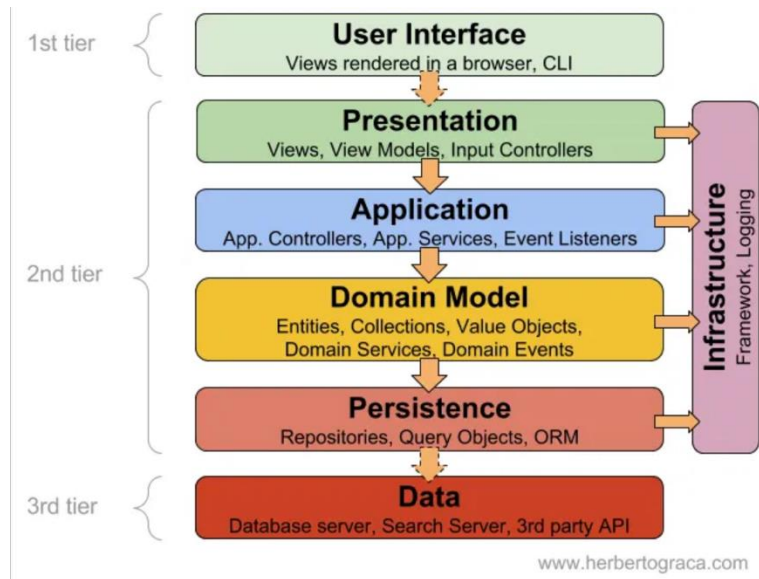 1st tier
User Interface
Views rendered in a browser, CLI
2nd tier
Presentation
Views, View Models, Input Controllers
Application
App. Controllers, App. Services, Event Listeners
Domain Model
Entities, Collections, Value Objects,
Domain Services, Domain Events
Persistence
Repositories, Query Objects, ORM
Infrastructure
Framework, Logging
3rd tier
Data
Database server, Search Server, 3rd party API
www.herbertograca.com